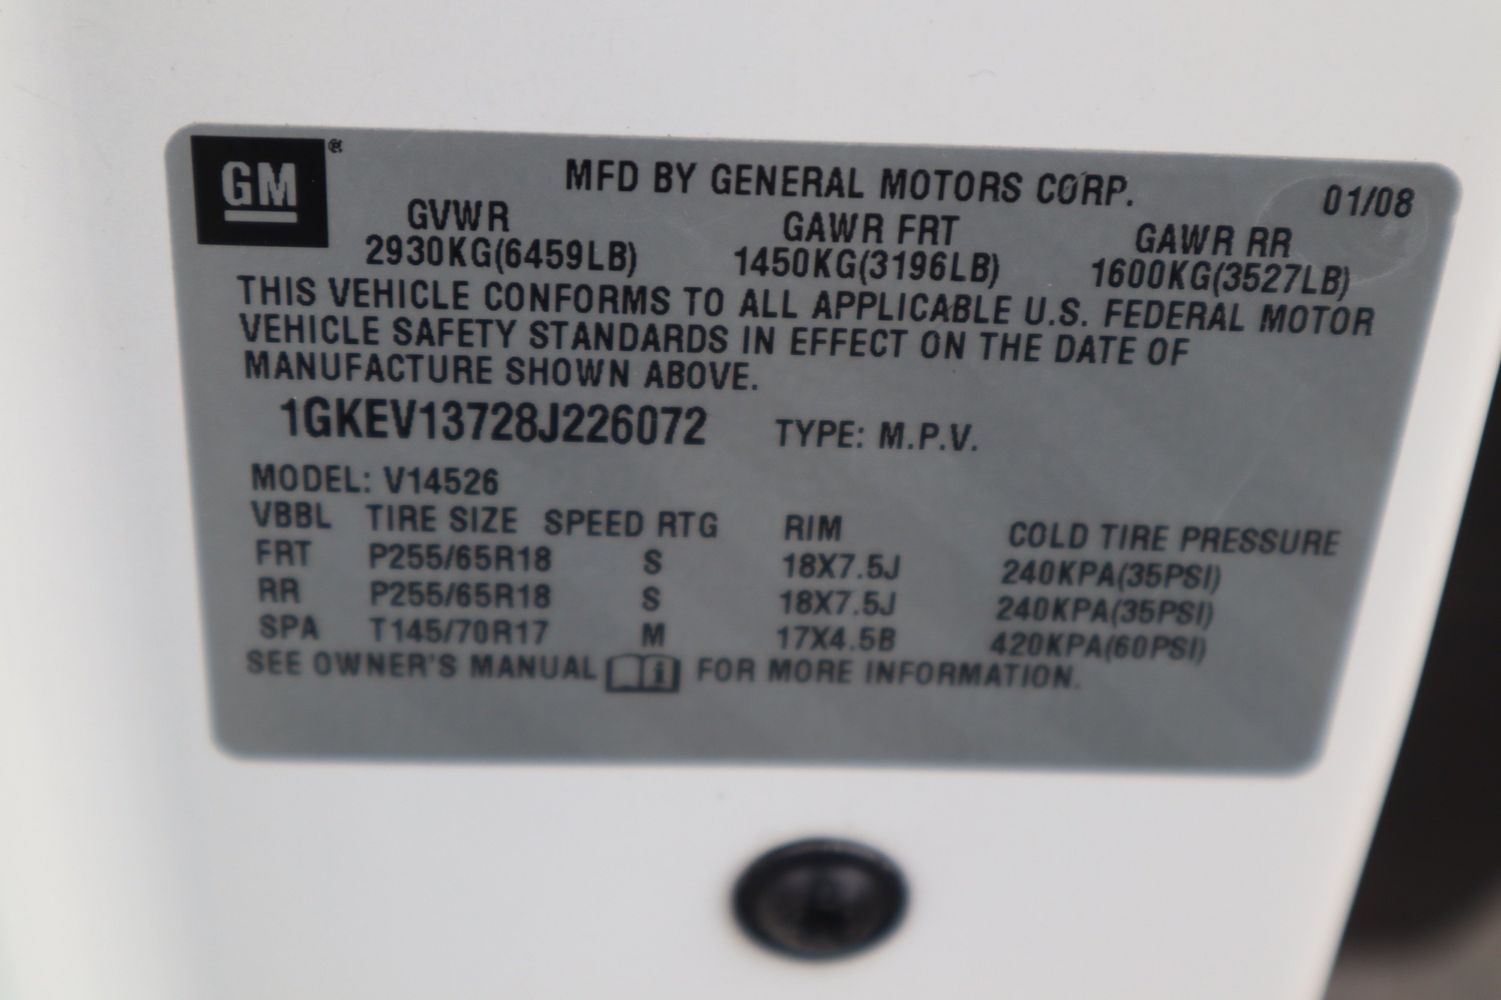 GM®
MFD BY GENERAL MOTORS CORP. 01/08
GVWR GAWR FRT GAWR RR
2930KG(6459LB) 1450KG(3196LB) 1600KG(3527LB)
THIS VEHICLE CONFORMS TO ALL APPLICABLE U.S. FEDERAL MOTOR
VEHICLE SAFETY STANDARDS IN EFFECT ON THE DATE OF
MANUFACTURE SHOWN ABOVE.
1GKEV13728J226072 TYPE: M.P.V.
MODEL: V14526
VBBL TIRE SIZE SPEED RTG RIM COLD TIRE PRESSURE
FRT P255/65R18 S 18X7.5J 240KPA(35PSI)
RR P255/65R18 S 18X7.5J 240KPA(35PSI)
SPA T145/70R17 M 17X4.5B 420KPA(60PSI)
SEE OWNER'S MANUAL i FOR MORE INFORMATION.